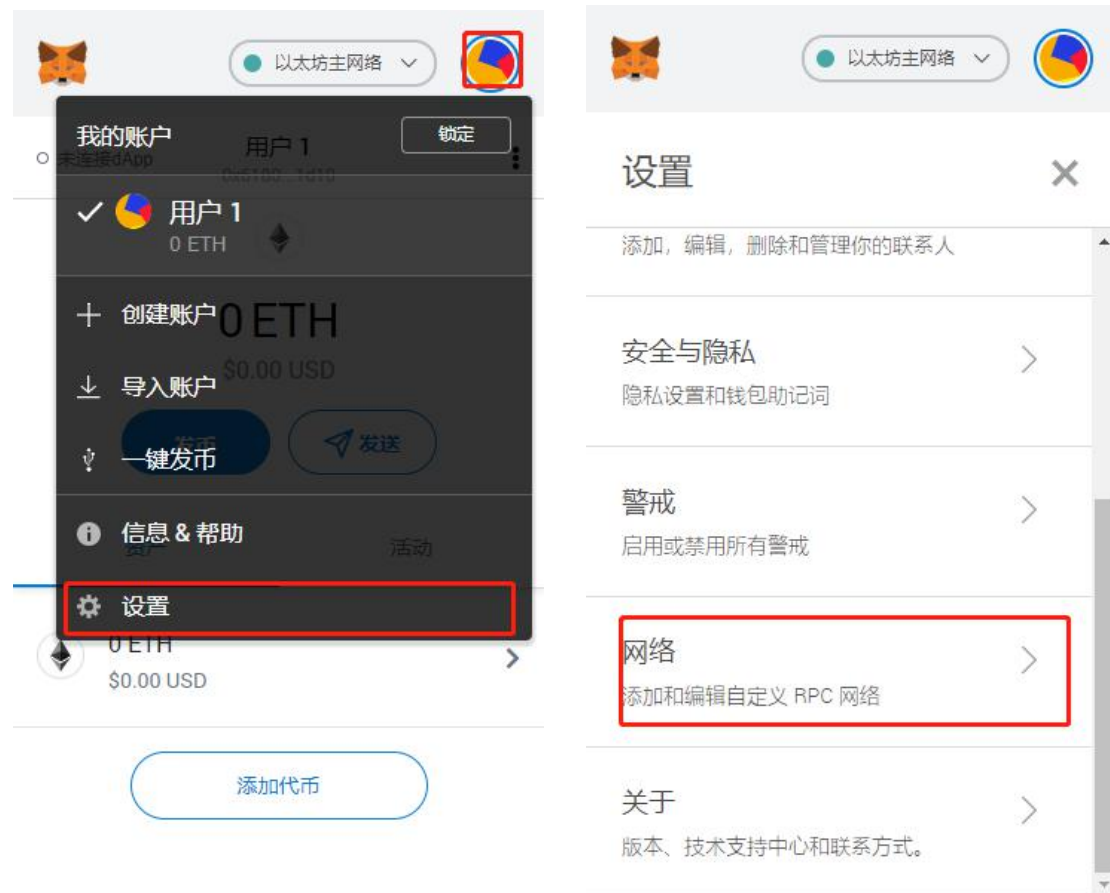 以太坊主网络
我的账户
锁定
未连接dApp
用户 1
0x6180...1d10
用户 1
0 ETH
创建账户
0 ETH
$0.00 USD
导入账户
发币
发送
一键发币
信息 & 帮助
资产
活动
设置
0 ETH
$0.00 USD
添加代币
以太坊主网络
设置
添加，编辑，删除和管理你的联系人
安全与隐私
隐私设置和钱包助记词
警戒
启用或禁用所有警戒
网络
添加和编辑自定义 RPC 网络
关于
版本、技术支持中心和联系方式。